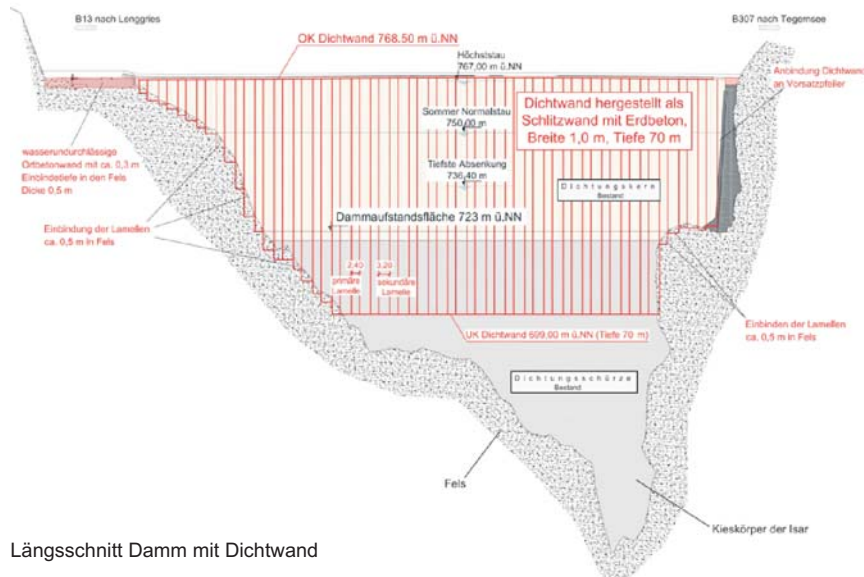 B13 nach Lenggries
B307 nach Tegernsee
OK Dichtwand 768.50 m ü.NN
Höchststau
767,00 m ü.NN
Anbindung Dichtwand
an Vorsatzpfeiler
Dichtwand hergestellt als
Schlitzwand mit Erdbeton,
Breite 1,0 m, Tiefe 70 m
Sommer Normalstau
750,00 m
wasserundurchlässige
Ortbetonwand mit ca. 0,3 m
Einbindetiefe in den Fels
Dicke 0,5 m
Tiefste Absenkung
736,40 m
Dichtungskern
Bestand
Einbindung der Lamellen
ca. 0,5 m in Fels
Dammaufstandsfläche 723 m ü.NN
2,40
primäre
Lamelle
3,20
sekundäre
Lamelle
UK Dichtwand 699,00 m ü.NN (Tiefe 70 m)
Einbinden der Lamellen
ca. 0,5 m in Fels
Dichtungsschürze
Bestand
Fels
Kieskörper der Isar
Längsschnitt Damm mit Dichtwand